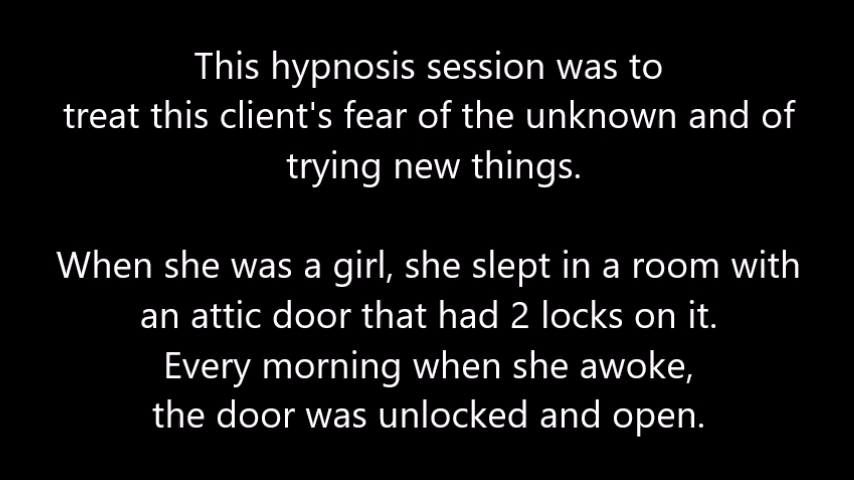 This hypnosis session was to
treat this client's fear of the unknown and of
trying new things.
When she was a girl, she slept in a room with
an attic door that had 2 locks on it.
Every morning when she awoke,
the door was unlocked and open.